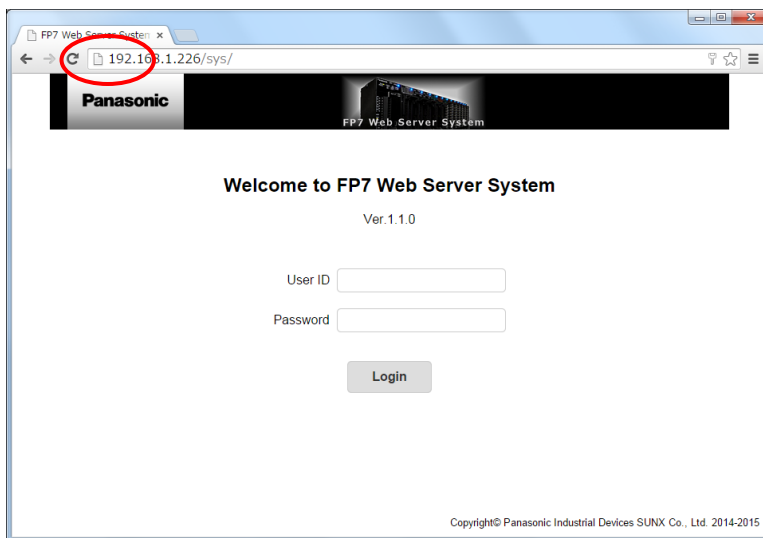 FP7 Web Server System
192.168.1.226/sys/
Panasonic
FP7 Web Server System
Welcome to FP7 Web Server System
Ver.1.1.0
User ID
Password
Login
Copyright© Panasonic Industrial Devices SUNX Co., Ltd. 2014-2015